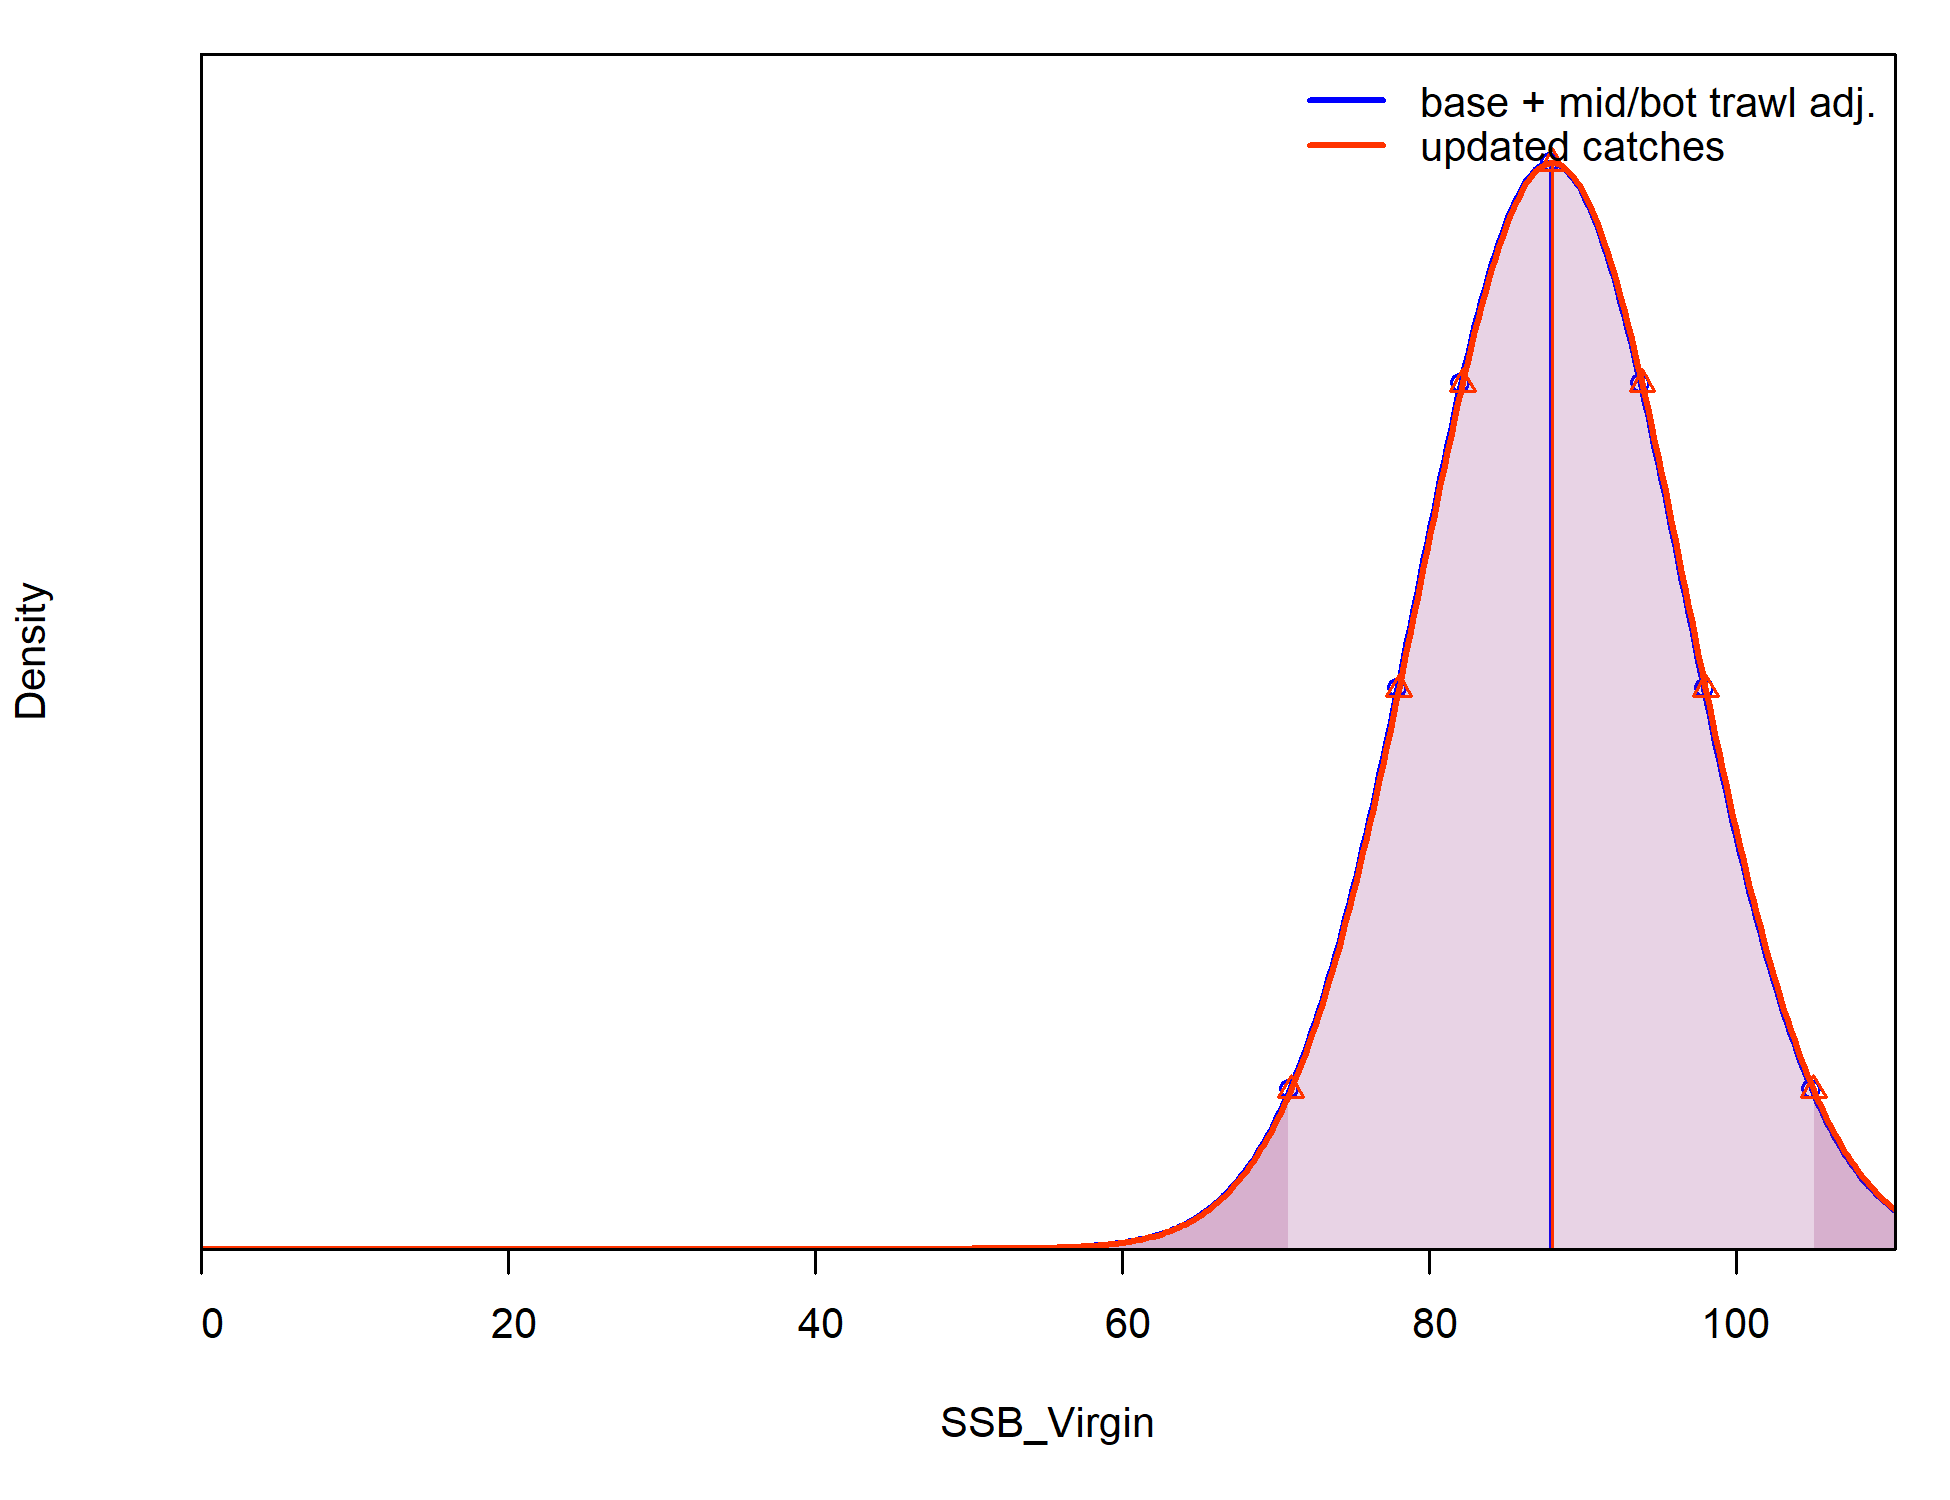 base + mid/bot trawl adj.
updated catches
Density
0 20 40 60 80 100
SSB_Virgin